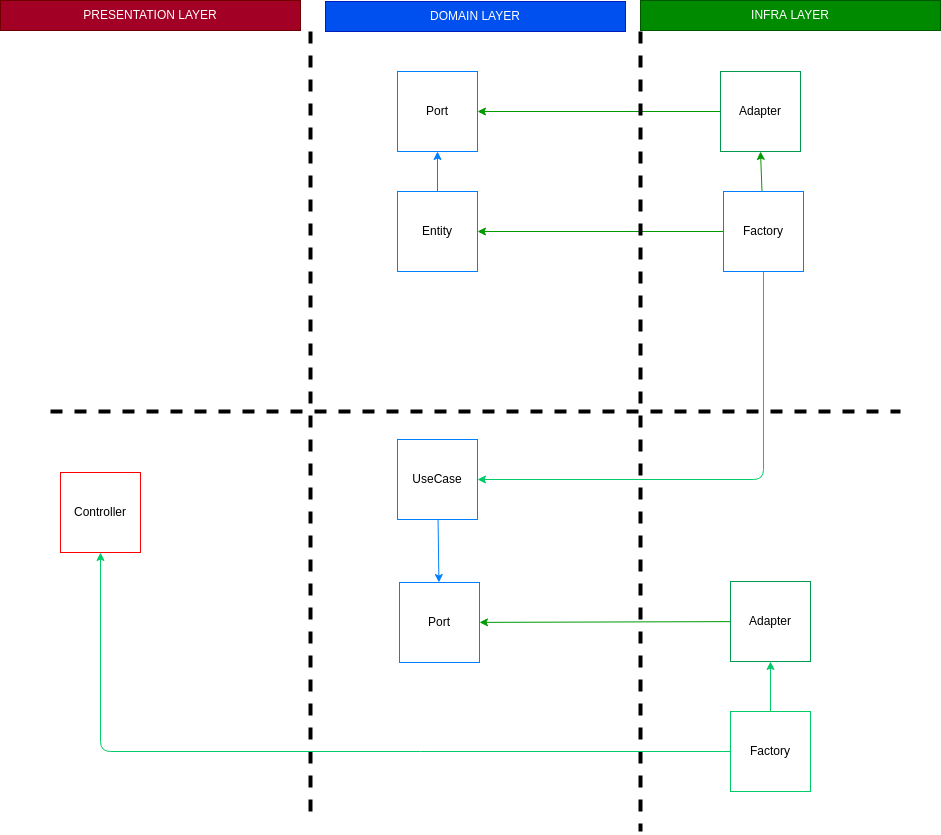 PRESENTATION LAYER
DOMAIN LAYER
INFRA LAYER
Port
Adapter
Entity
Factory
UseCase
Controller
Port
Adapter
Factory